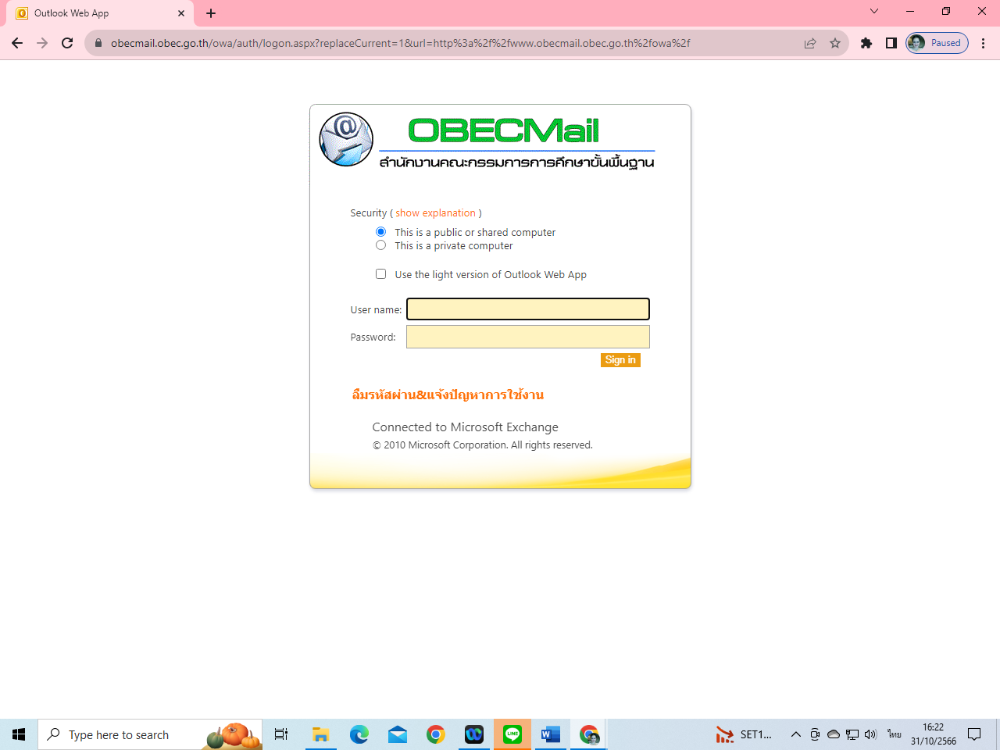 Outlook Web App
obecmail.obec.go.th/owa/auth/logon.aspx?replaceCurrent=1&url=http%3a%2f%2fwww.obecmail.obec.go.th%2fowa%2f
Paused
OBECMail
สำนักงานคณะกรรมการการศึกษาขั้นพื้นฐาน
Security ( show explanation )
This is a public or shared computer
This is a private computer
Use the light version of Outlook Web App
User name:
Password:
Sign in
ลืมรหัสผ่าน&แจ้งปัญหาการใช้งาน
Connected to Microsoft Exchange
© 2010 Microsoft Corporation. All rights reserved.
Type here to search
LINE
SET1...
ไทย
16:22
31/10/2566